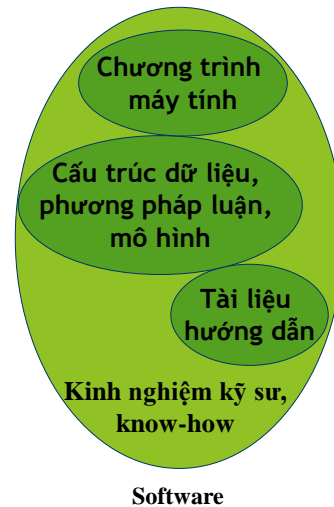 Chương trình
máy tính
Cấu trúc dữ liệu,
phương pháp luận,
mô hình
Tài liệu
hướng dẫn
Kinh nghiệm kỹ sư,
know-how
Software